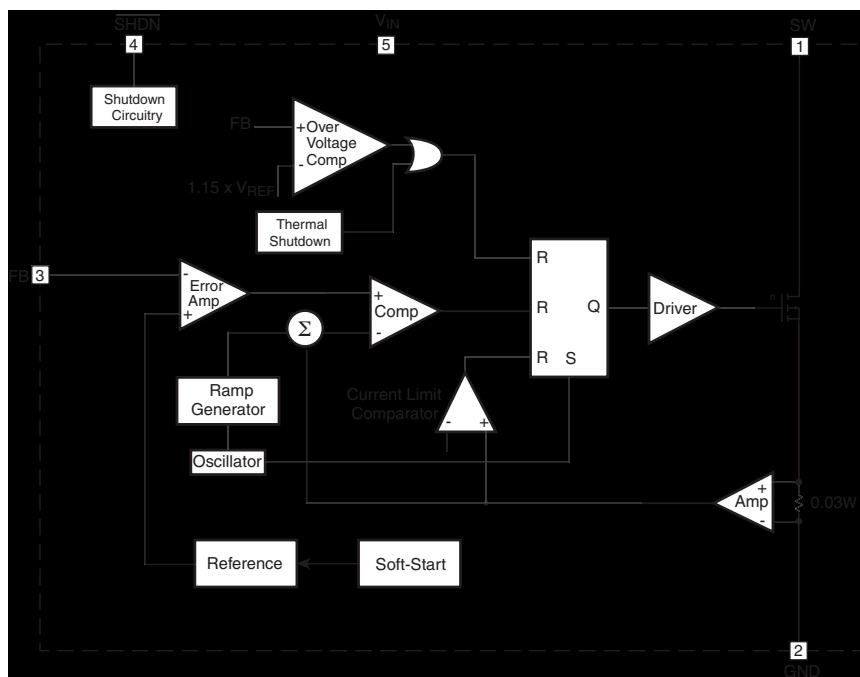 SHDN
VIN
SW
4
5
1
Shutdown
Circuitry
FB
+
Over
Voltage
Comp
-
1.15 x VREF
Thermal
Shutdown
FB
3
-
Error
Amp
+
+
Comp
-
Σ
R
R
Q
R
S
Driver
n
Ramp
Generator
Current Limit
Comparator
-
+
Oscillator
+
Amp
-
0.03W
Reference
Soft-Start
2
GND